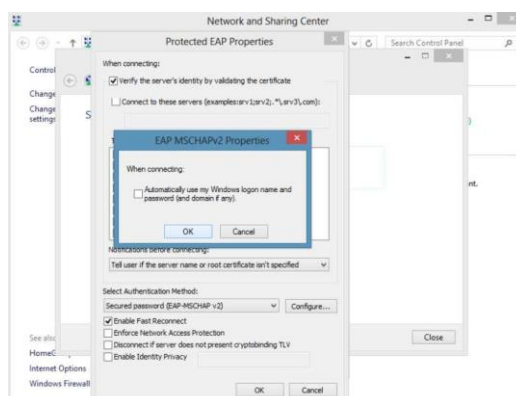 Network and Sharing Center
Protected EAP Properties
Search Control Panel
When connecting:
Verify the server's identity by validating the certificate
Connect to these servers (examples:srv1;srv2;.*\.srv3\.com):
Control
Change
Change
settings
S
EAP MSCHAPv2 Properties
When connecting:
Automatically use my Windows logon name and
password (and domain if any).
OK Cancel
nt.
Notifications before connecting:
Tell user if the server name or root certificate isn't specified
Select Authentication Method:
Secured password (EAP-MSCHAP v2) Configure...
Enable Fast Reconnect
Enforce Network Access Protection
Disconnect if server does not present cryptobinding TLV
Enable Identity Privacy
Close
See also
Internet Options
Windows Firewall
OK Cancel